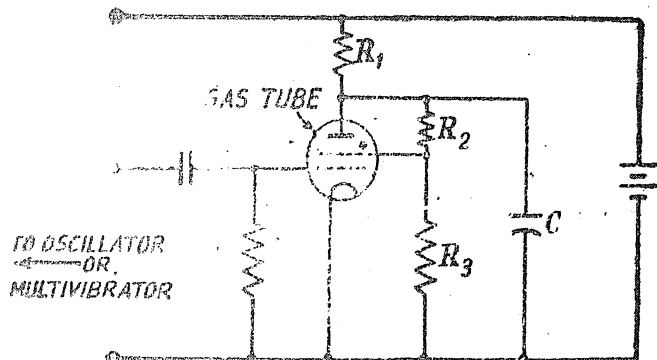 R1
GAS TUBE
R2
C
R3
TO OSCILLATOR
OR
MULTIVIBRATOR